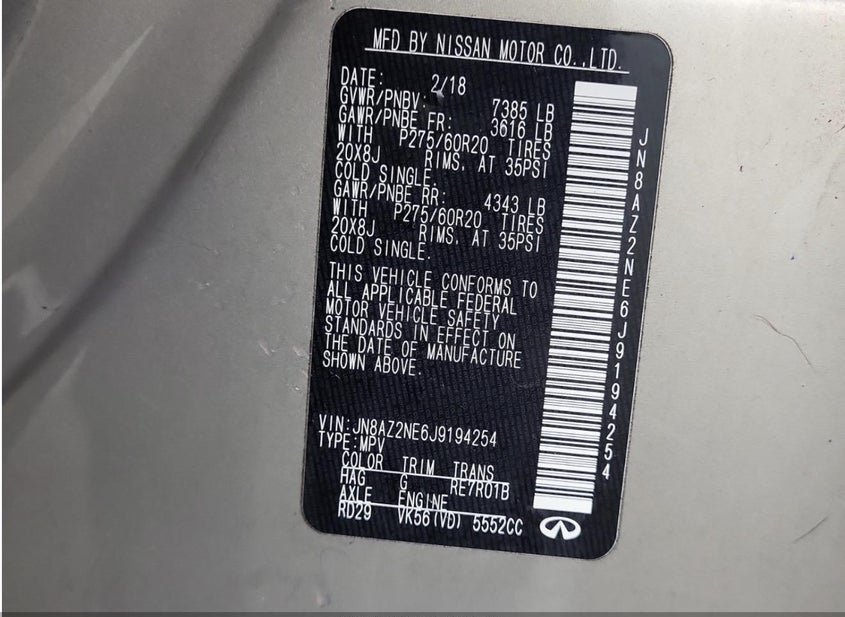 MFD BY NISSAN MOTOR CO.,LTD.
DATE: 2/18
GVWR/PNBV: 7385 LB
GAWR/PNBE FR: 3616 LB
WITH P275/60R20 TIRES
20X8J RIMS, AT 35PSI
COLD SINGLE.
GAWR/PNBE RR: 4343 LB
WITH P275/60R20 TIRES
20X8J RIMS, AT 35PSI
COLD SINGLE.
THIS VEHICLE CONFORMS TO
ALL APPLICABLE FEDERAL
MOTOR VEHICLE SAFETY
STANDARDS IN EFFECT ON
THE DATE OF MANUFACTURE
SHOWN ABOVE.
VIN:JN8AZ2NE6J9194254
TYPE:MPV
COLOR TRIM TRANS
HAG G RE7R01B
AXLE ENGINE
RD29 VK56(VD) 5552CC
JN8AZ2NE6J9194254